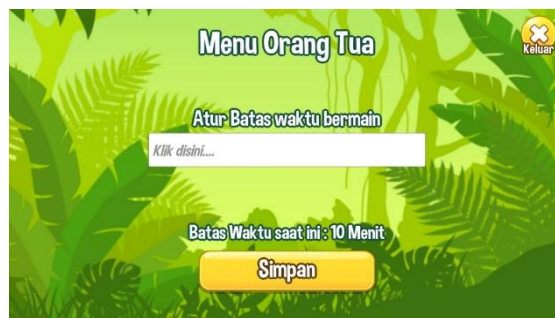 Menu Orang Tua
Keluar
Atur Batas waktu bermain
Klik disini....
Batas Waktu saat ini : 10 Menit
Simpan